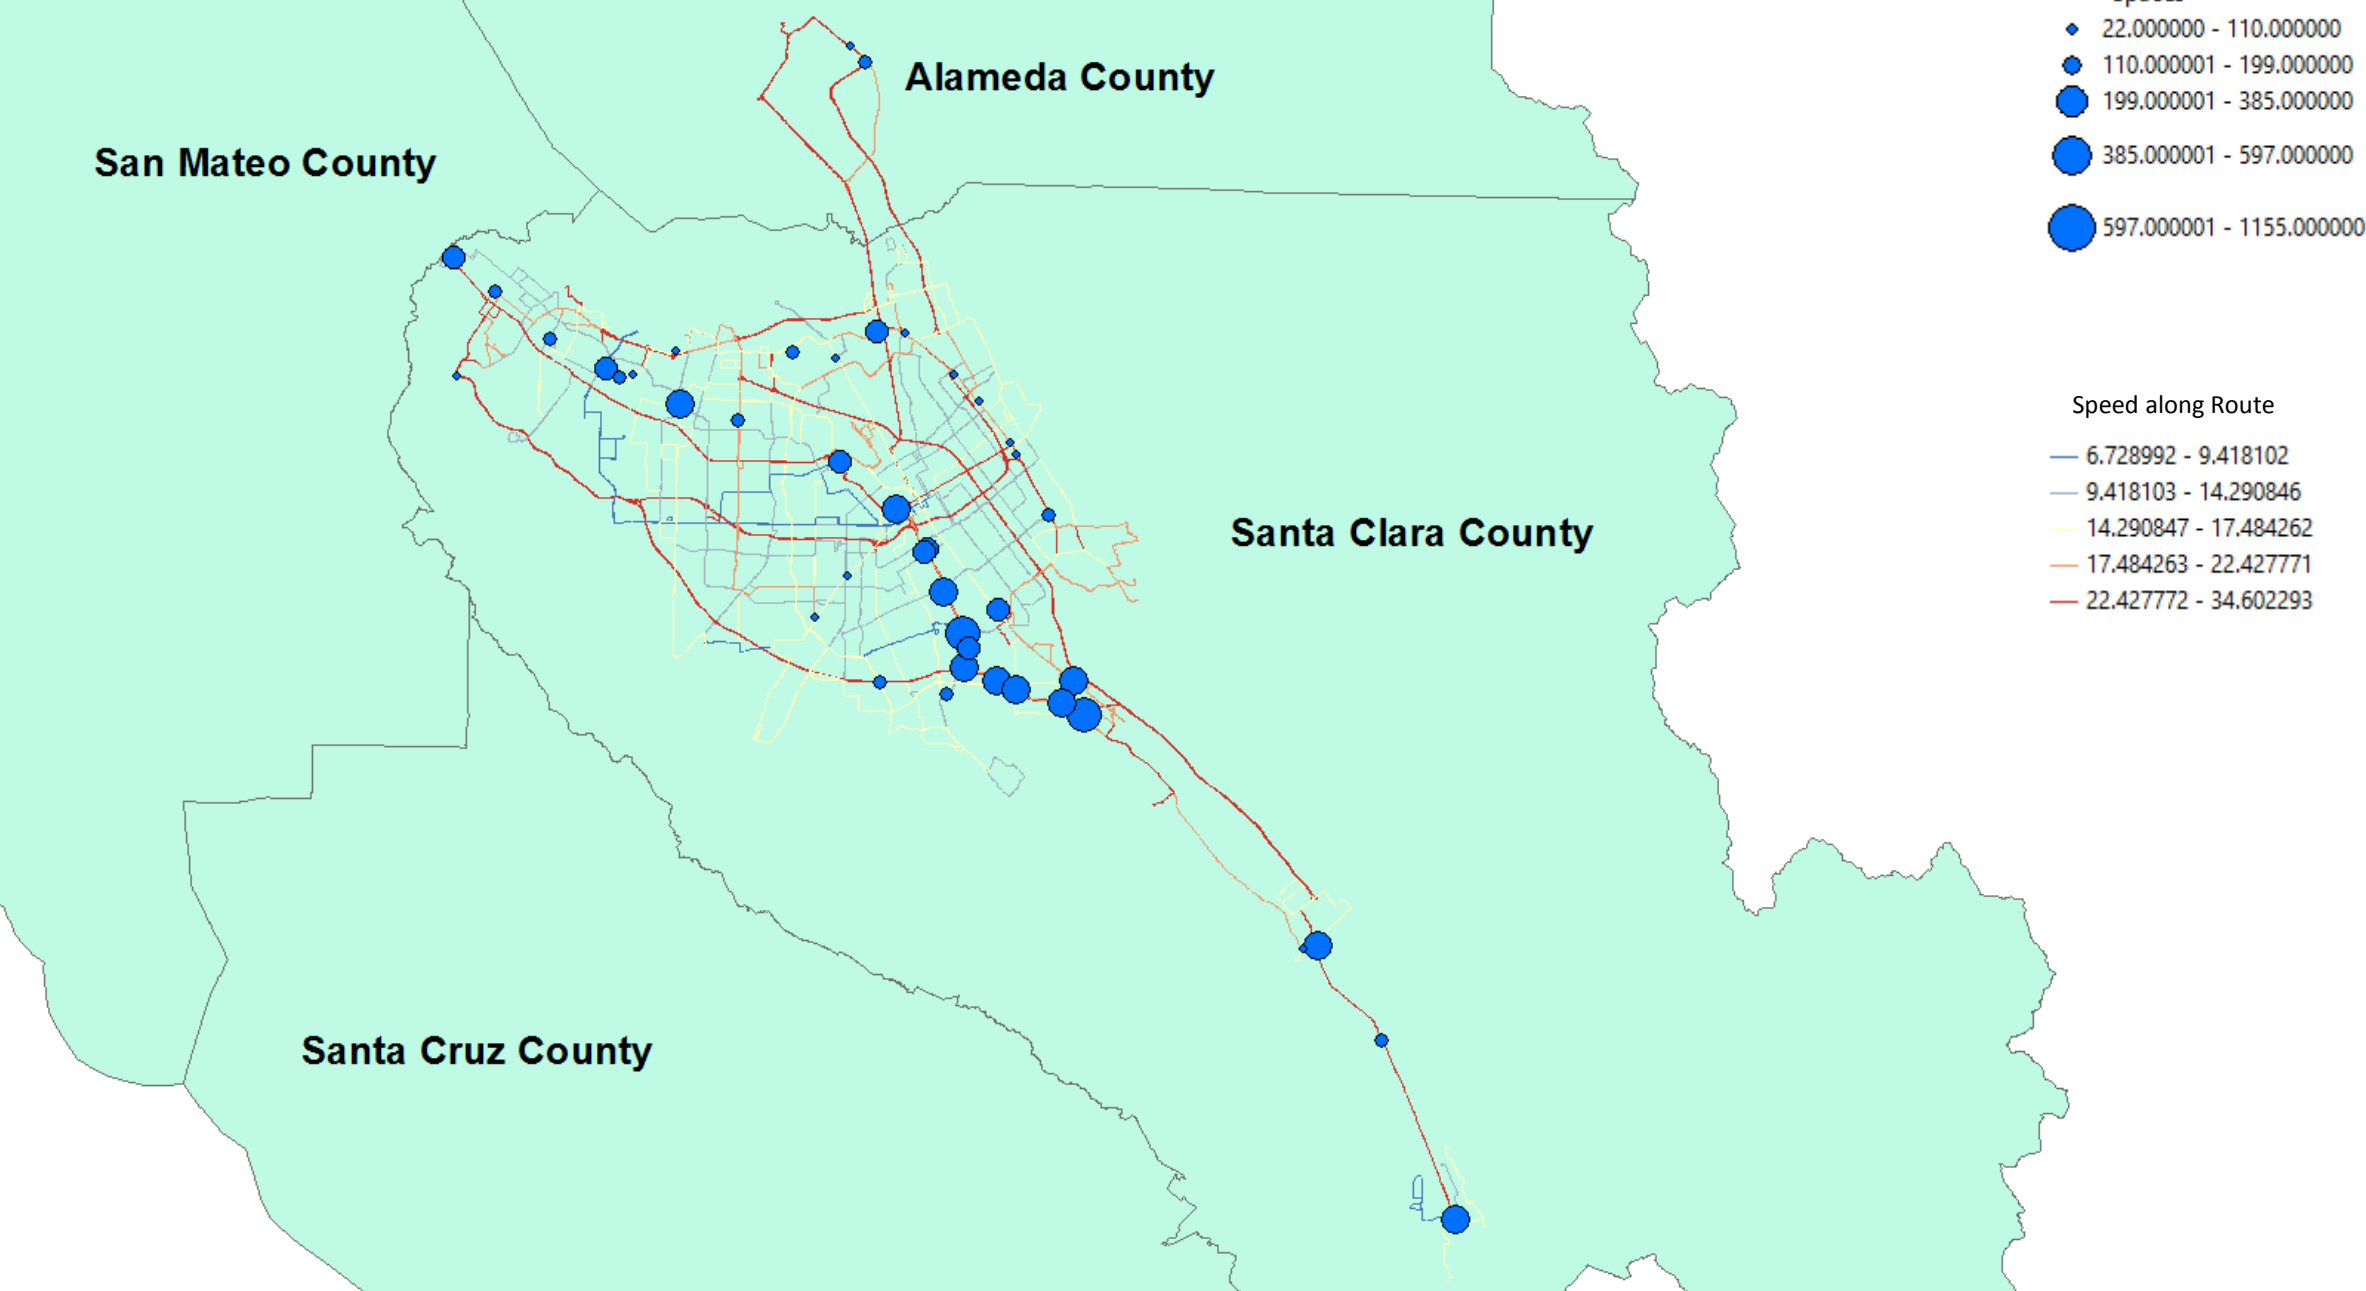 22.000000 - 110.000000
Alameda County
110.000001 - 199.000000
199.000001 - 385.000000
San Mateo County
385.000001 - 597.000000
597.000001 - 1155.000000
Speed along Route
6.728992 - 9.418102
9.418103 - 14.290846
Santa Clara County
14.290847 - 17.484262
17.484263 - 22.427771
22.427772 - 34.602293
Santa Cruz County